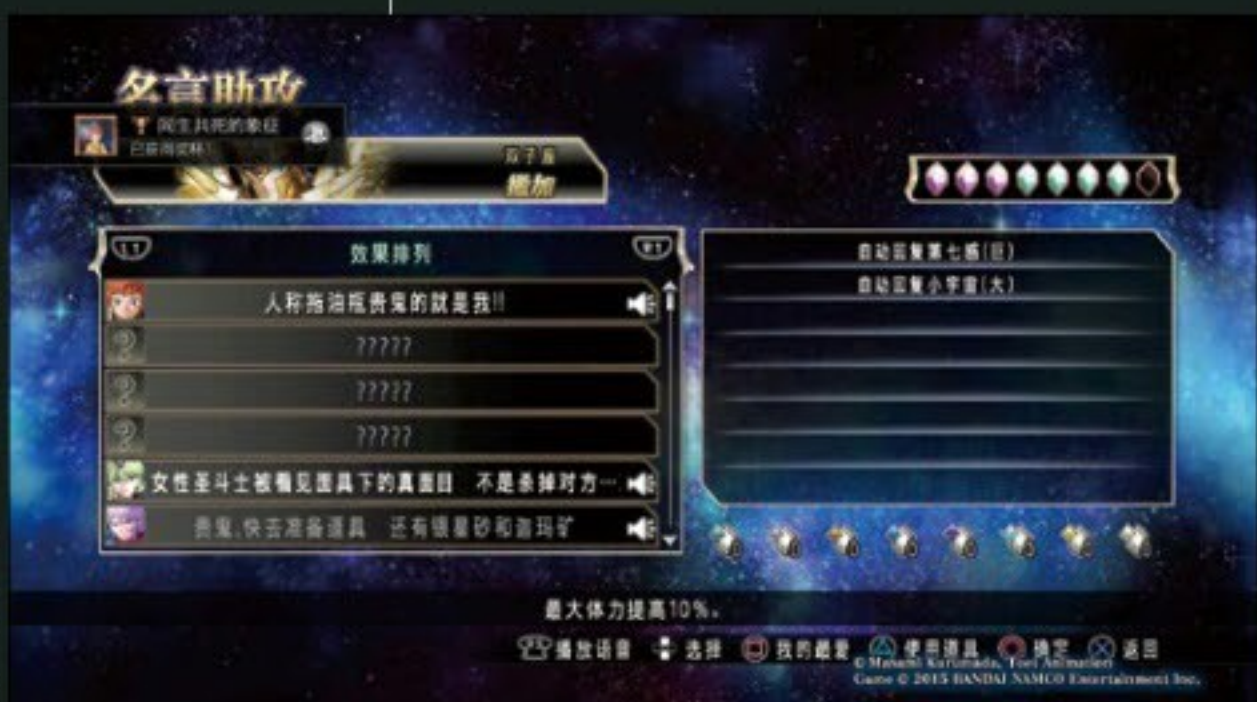 名言助攻
同生共死的象征
已获得奖杯!
双子座
撒加
L1
效果排列
R1
人称拖油瓶贵鬼的就是我!!
?????
?????
?????
女性圣斗士被看见面具下的真面目 不是杀掉对方…
贵鬼,快去准备道具 还有银星砂和迦玛矿
自动回复第七感(巨)
自动回复小宇宙(大)
最大体力提高10%。
播放语音 选择 我的最爱 使用道具 确定 返回
© Masami Kurumada, Toei Animation
Game © 2015 BANDAI NAMCO Entertainment Inc.